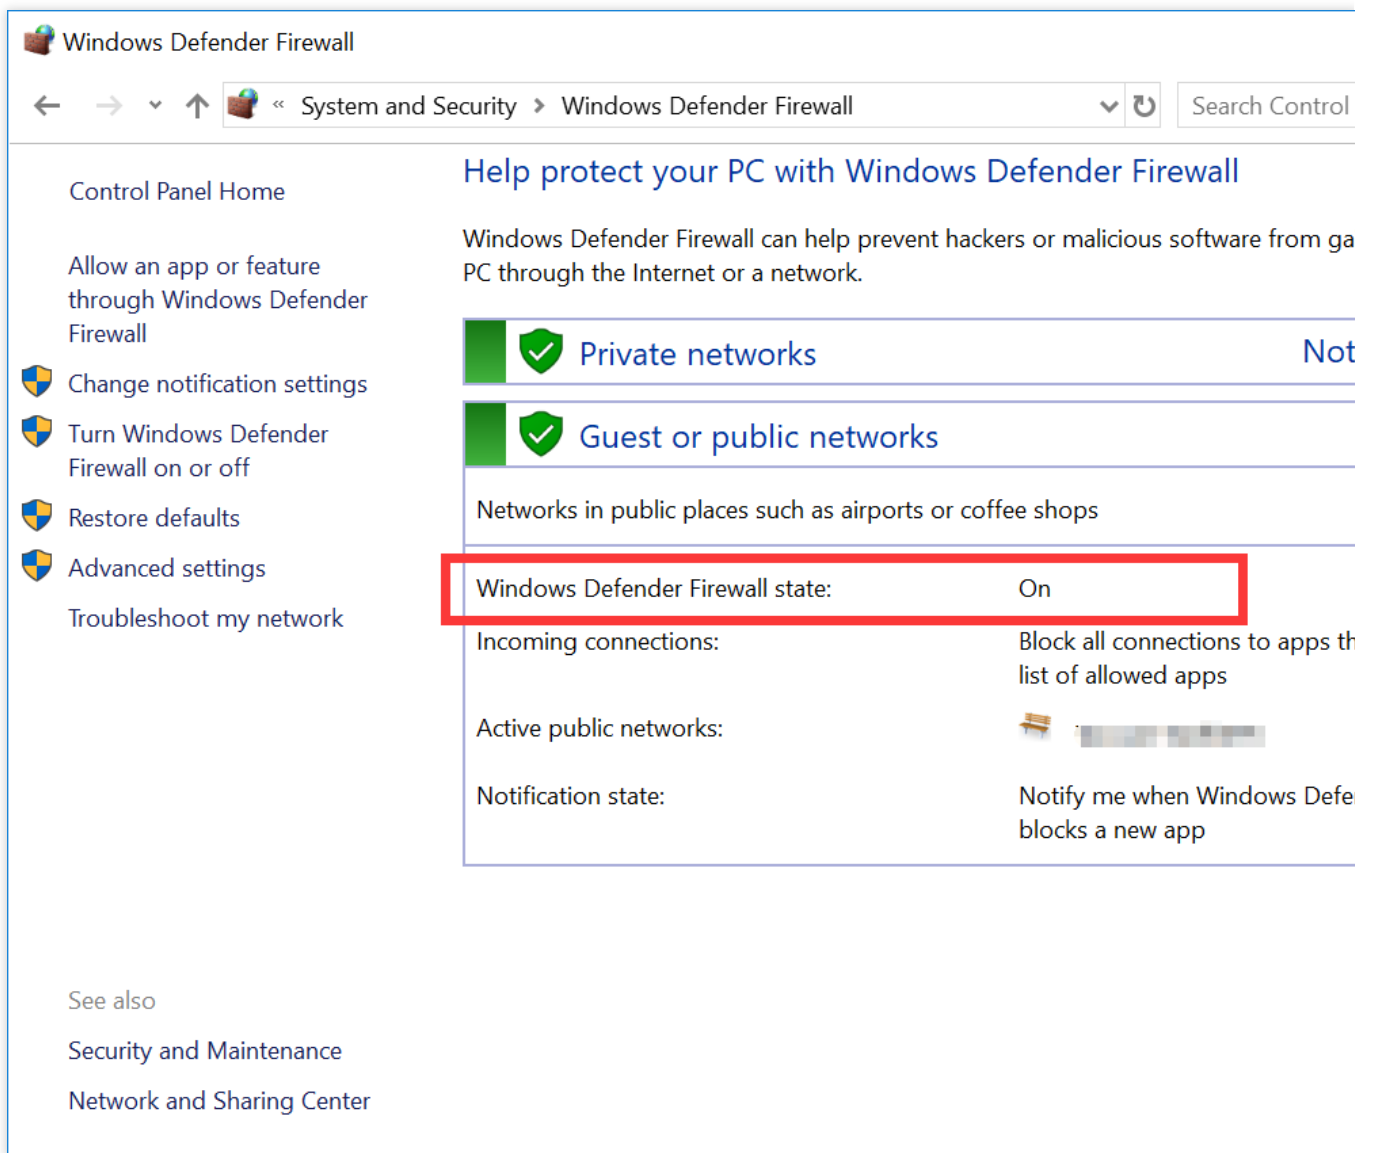 Windows Defender Firewall
« System and Security > Windows Defender Firewall
Search Control
Control Panel Home
Allow an app or feature
through Windows Defender
Firewall
Change notification settings
Turn Windows Defender
Firewall on or off
Restore defaults
Advanced settings
Troubleshoot my network
See also
Security and Maintenance
Network and Sharing Center
Help protect your PC with Windows Defender Firewall
Windows Defender Firewall can help prevent hackers or malicious software from ga
PC through the Internet or a network.
Private networks
Not
Guest or public networks
Networks in public places such as airports or coffee shops
Windows Defender Firewall state: On
Incoming connections: Block all connections to apps th
list of allowed apps
Active public networks:
Notification state: Notify me when Windows Defe
blocks a new app